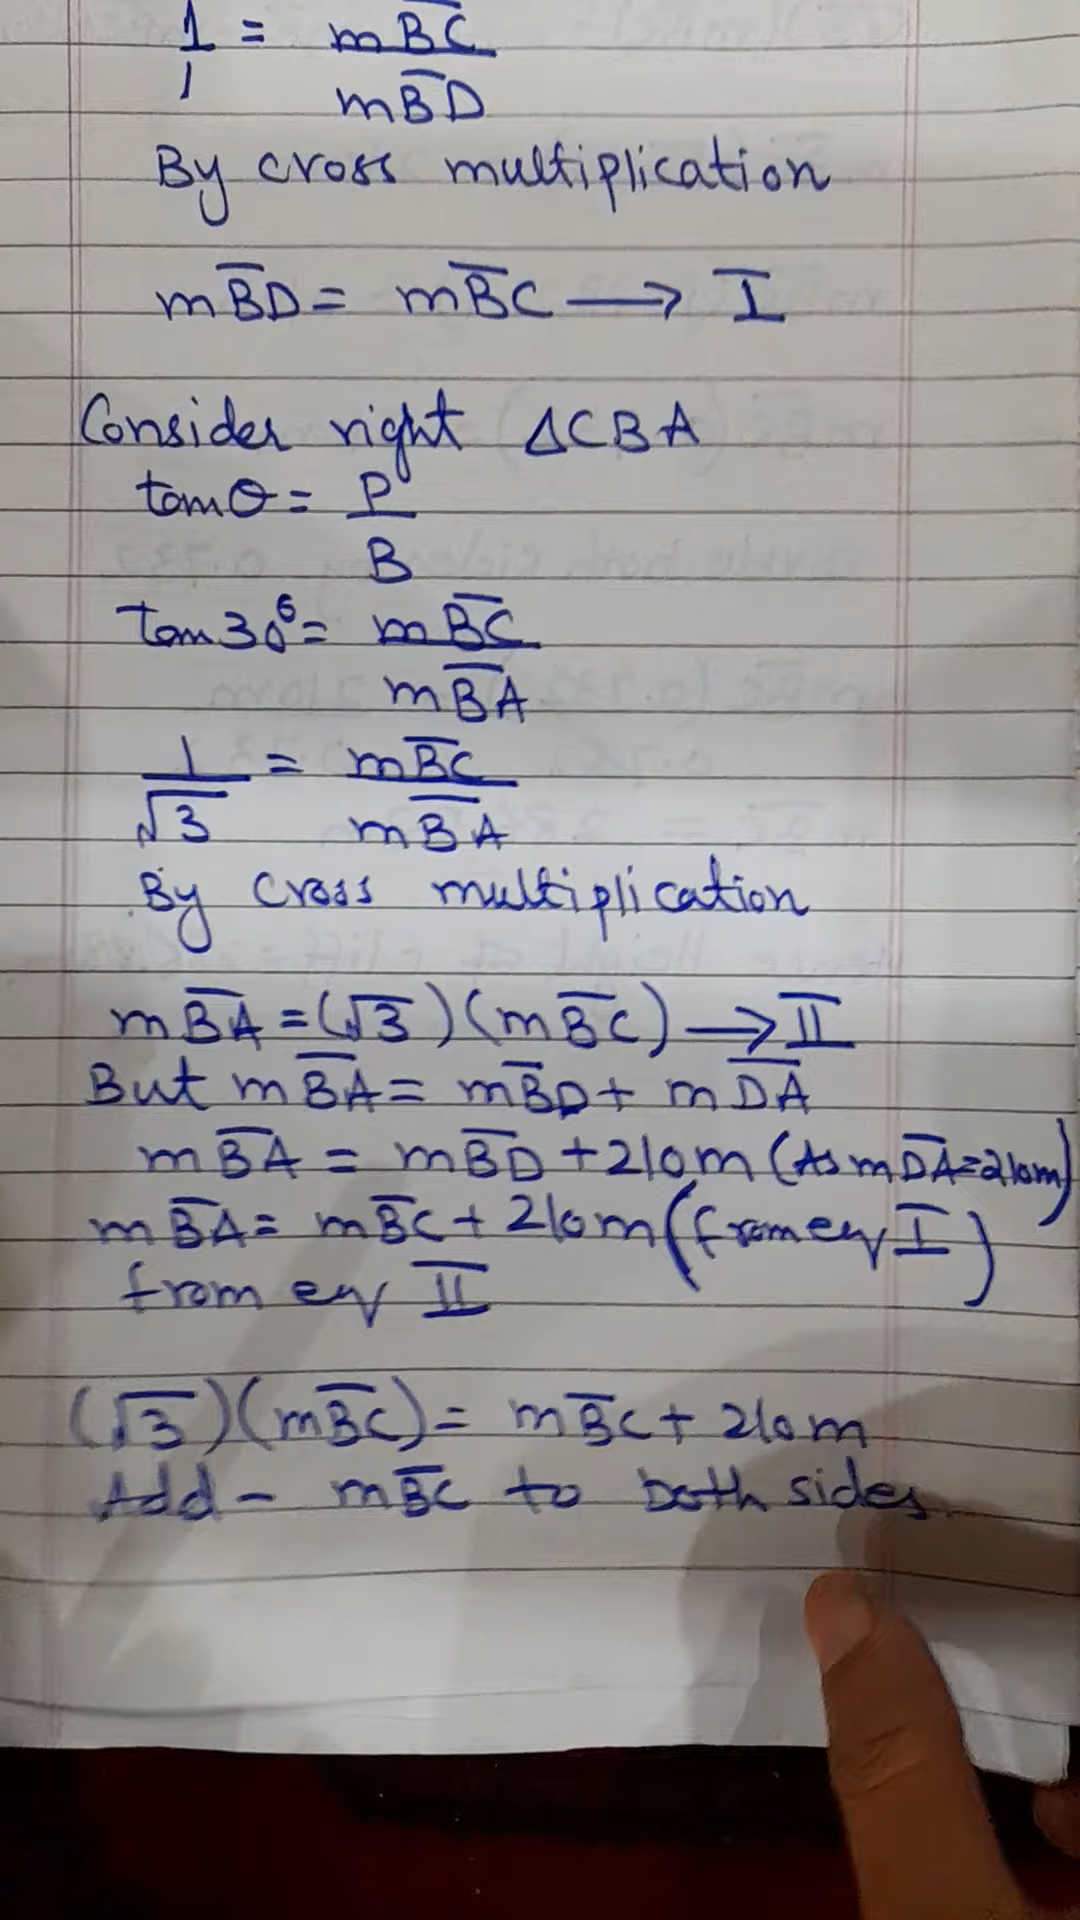 1/1 = mB̅C̅/mB̅D
By cross multiplication
mB̅D = mB̅C → I
Consider right ΔCBA
tanθ = P/B
tan30° = mB̅C̅/mB̅A
1/√3 = mB̅C̅/mB̅A
By Cross multiplication
mB̅A = (√3)(mB̅C) → II
But mB̅A = mB̅D + mD̅A̅
mB̅A = mB̅D + 210m (As mD̅A = 210m)
mB̅A = mB̅C + 210m (from eq I)
from eq II
(√3)(mB̅C) = mB̅C + 210m
Add - mB̅C to both sides